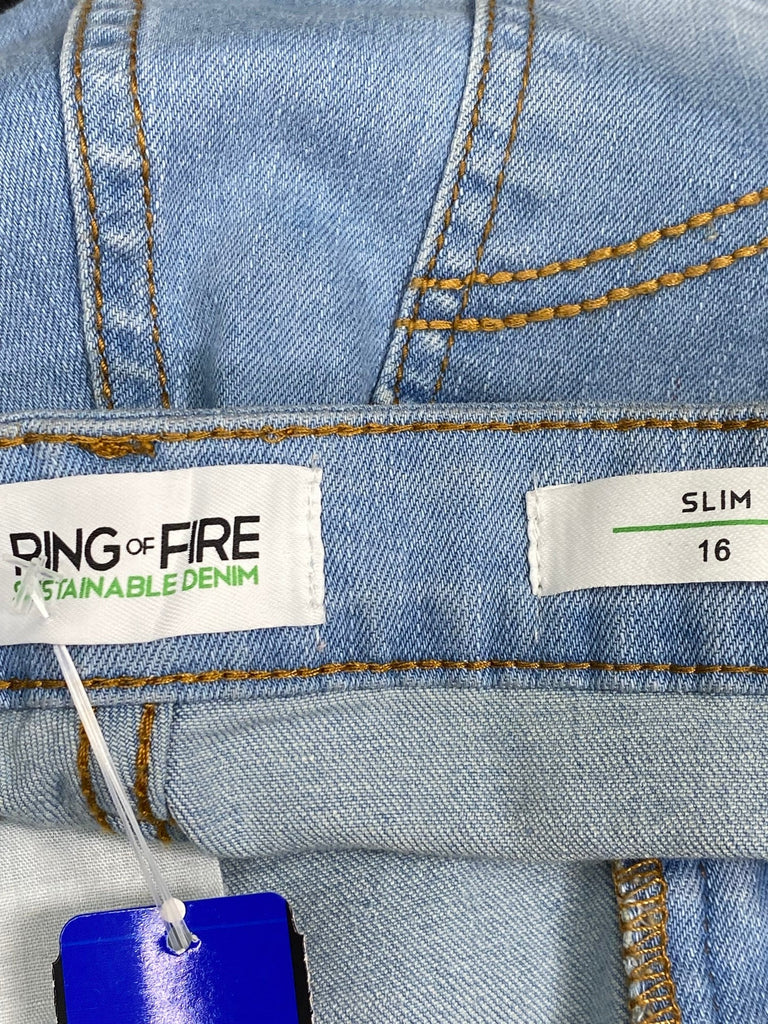 RING OF FIRE
SUSTAINABLE DENIM
SLIM
16